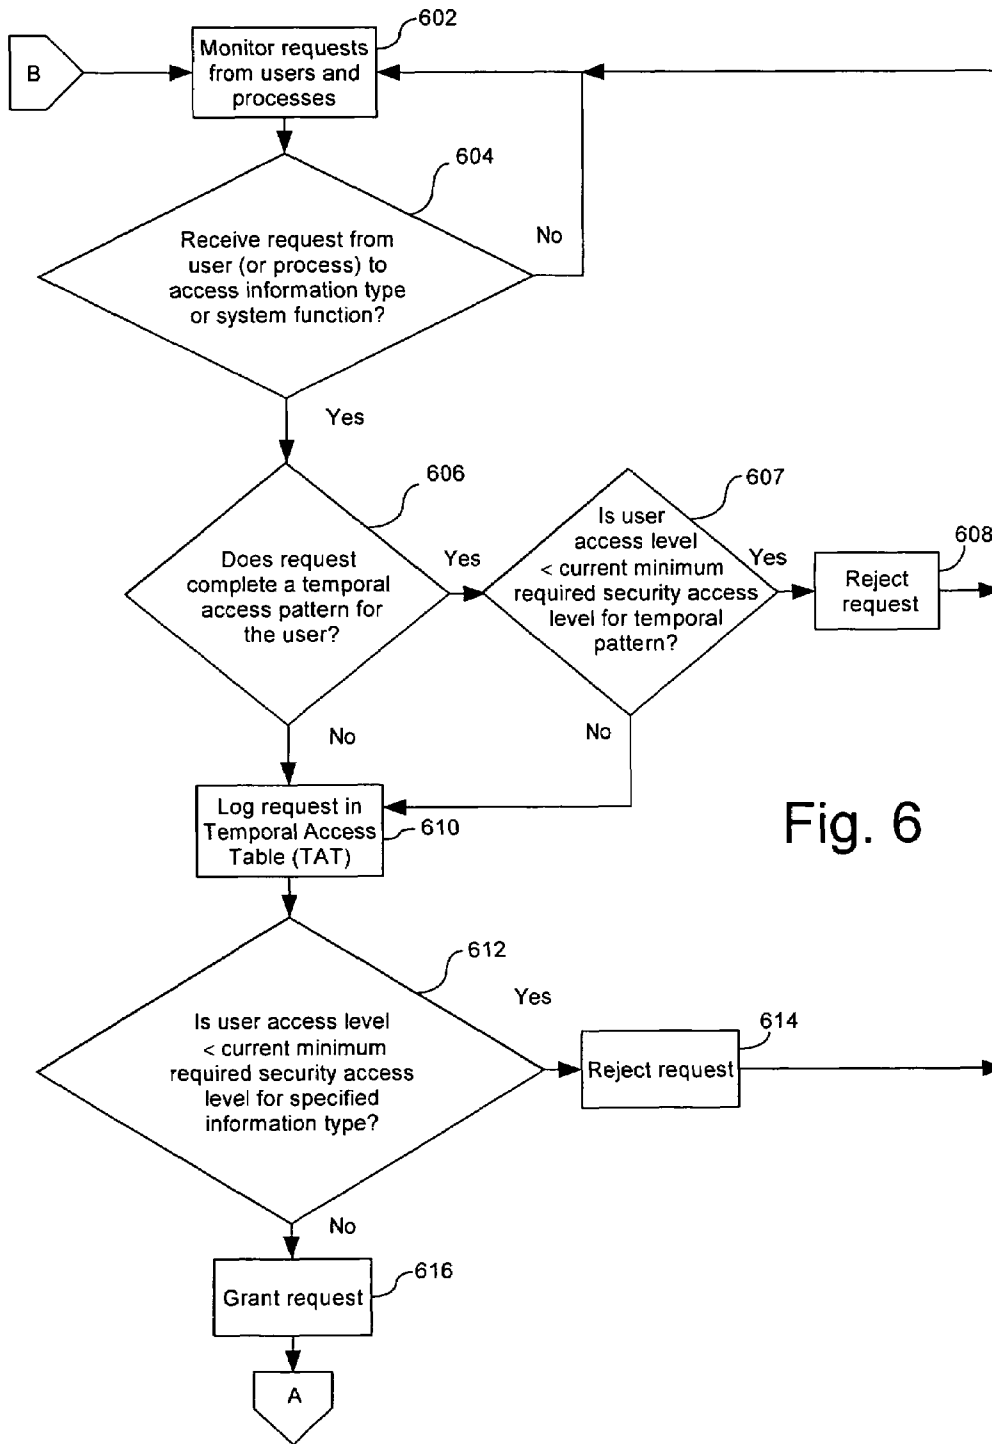 602
Monitor requests
from users and
processes
B
604
Receive request from
user (or process) to
access information type
or system function?
No
Yes
606
Does request
complete a temporal
access pattern for
the user?
Yes
607
Is user
access level
< current minimum
required security access
level for temporal
pattern?
Yes
608
Reject
request
No
No
Log request in
Temporal Access
Table (TAT)
610
Fig. 6
612
Is user access level
< current minimum
required security access
level for specified
information type?
Yes
614
Reject request
No
616
Grant request
A